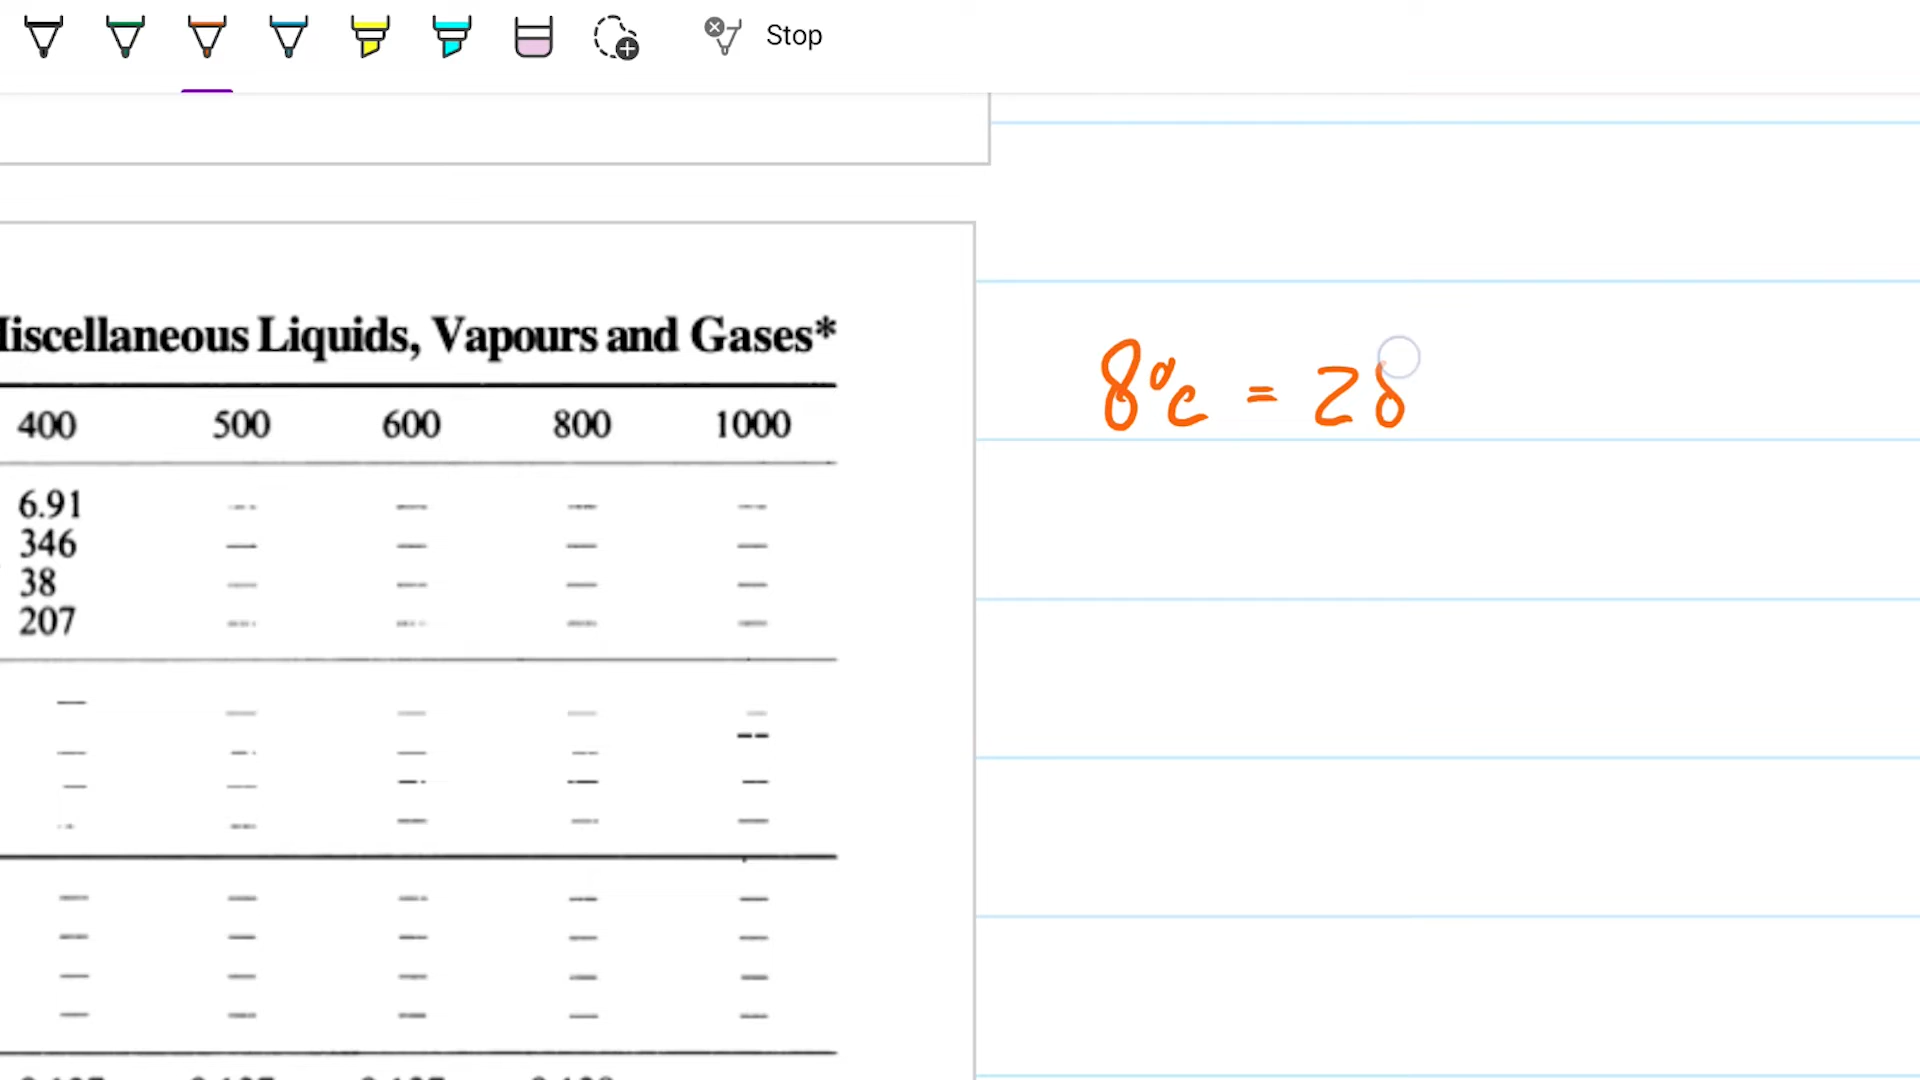 Stop
iscellaneous Liquids, Vapours and Gases*
400 500 600 800 1000
6.91 -- — -- --
346 — — — —
38 — — — —
207 -- -- — —
8°c = 28